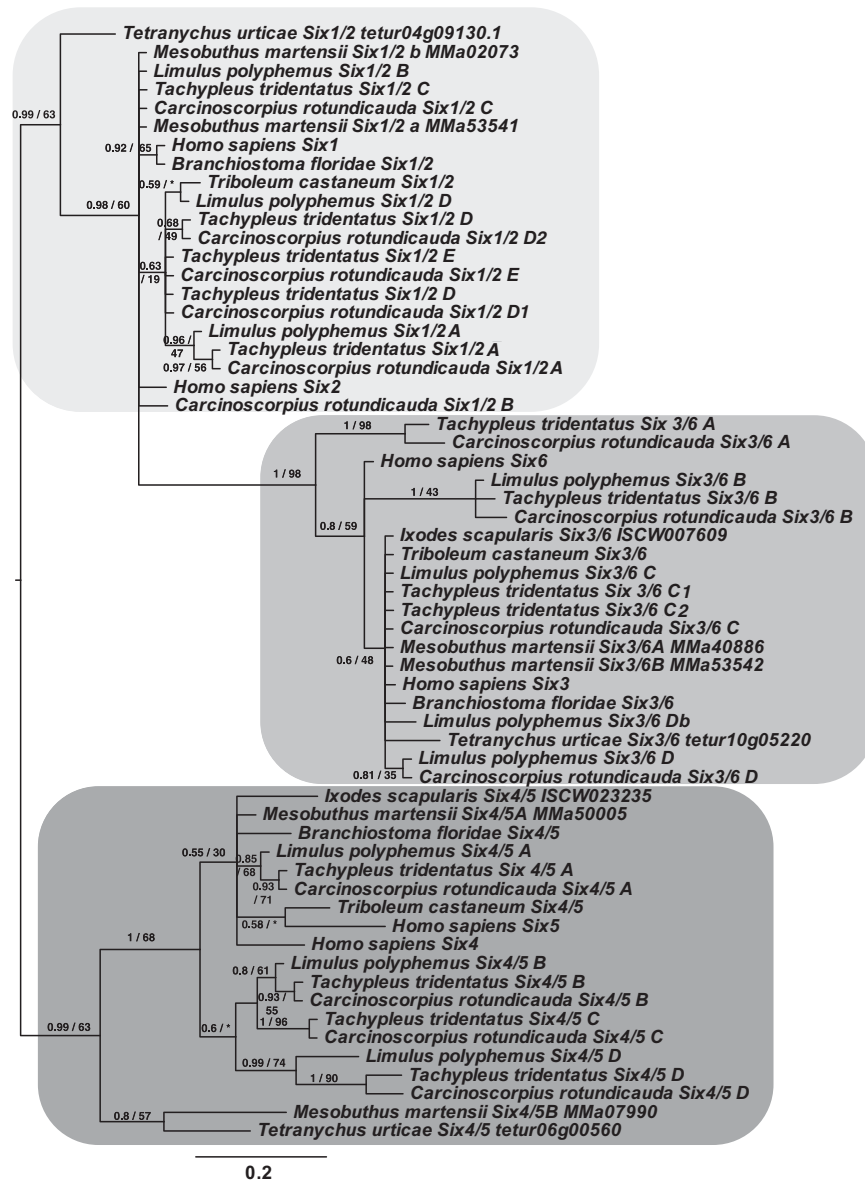 Tetranychus urticae Six1/2 tetur04g09130.1
Mesobuthus martensii Six1/2 b MMa02073
Limulus polyphemus Six1/2 B
Tachypleus tridentatus Six1/2 C
0.99 / 63
Carcinoscorpius rotundicauda Six1/2 C
Mesobuthus martensii Six1/2 a MMa53541
0.92 / 65
Homo sapiens Six1
Branchiostoma floridae Six1/2
0.59 / *
Triboleum castaneum Six1/2
Limulus polyphemus Six1/2 D
0.98 / 60
0.68 / 49
Tachypleus tridentatus Six1/2 D
Carcinoscorpius rotundicauda Six1/2 D2
Tachypleus tridentatus Six1/2 E
0.63 / 19
Carcinoscorpius rotundicauda Six1/2 E
Tachypleus tridentatus Six1/2 D
Carcinoscorpius rotundicauda Six1/2 D1
Limulus polyphemus Six1/2 A
0.96 / 47
Tachypleus tridentatus Six1/2 A
0.97 / 56
Carcinoscorpius rotundicauda Six1/2 A
Homo sapiens Six2
Carcinoscorpius rotundicauda Six1/2 B
1 / 98
Tachypleus tridentatus Six 3/6 A
Carcinoscorpius rotundicauda Six3/6 A
Homo sapiens Six6
1 / 98
Limulus polyphemus Six3/6 B
1 / 43
Tachypleus tridentatus Six3/6 B
Carcinoscorpius rotundicauda Six3/6 B
0.8 / 59
Ixodes scapularis Six3/6 ISCW007609
Triboleum castaneum Six3/6
Limulus polyphemus Six3/6 C
Tachypleus tridentatus Six 3/6 C1
Tachypleus tridentatus Six3/6 C2
Carcinoscorpius rotundicauda Six3/6 C
Mesobuthus martensii Six3/6A MMa40886
0.6 / 48
Mesobuthus martensii Six3/6B MMa53542
Homo sapiens Six3
Branchiostoma floridae Six3/6
Limulus polyphemus Six3/6 Db
Tetranychus urticae Six3/6 tetur10g05220
Limulus polyphemus Six3/6 D
0.81 / 35
Carcinoscorpius rotundicauda Six3/6 D
Ixodes scapularis Six4/5 ISCW023235
Mesobuthus martensii Six4/5A MMa50005
Branchiostoma floridae Six4/5
0.55 / 30
0.85 / 68
Limulus polyphemus Six4/5 A
Tachypleus tridentatus Six 4/5 A
0.93 / 71
Carcinoscorpius rotundicauda Six4/5 A
Triboleum castaneum Six4/5
0.58 / *
Homo sapiens Six5
1 / 68
Homo sapiens Six4
0.8 / 61
Limulus polyphemus Six4/5 B
Tachypleus tridentatus Six4/5 B
0.93 / 55
Carcinoscorpius rotundicauda Six4/5 B
Tachypleus tridentatus Six4/5 C
0.99 / 63
0.6 / *
1 / 96
Carcinoscorpius rotundicauda Six4/5 C
Limulus polyphemus Six4/5 D
0.99 / 74
Tachypleus tridentatus Six4/5 D
1 / 90
Carcinoscorpius rotundicauda Six4/5 D
0.8 / 57
Mesobuthus martensii Six4/5B MMa07990
Tetranychus urticae Six4/5 tetur06g00560
0.2